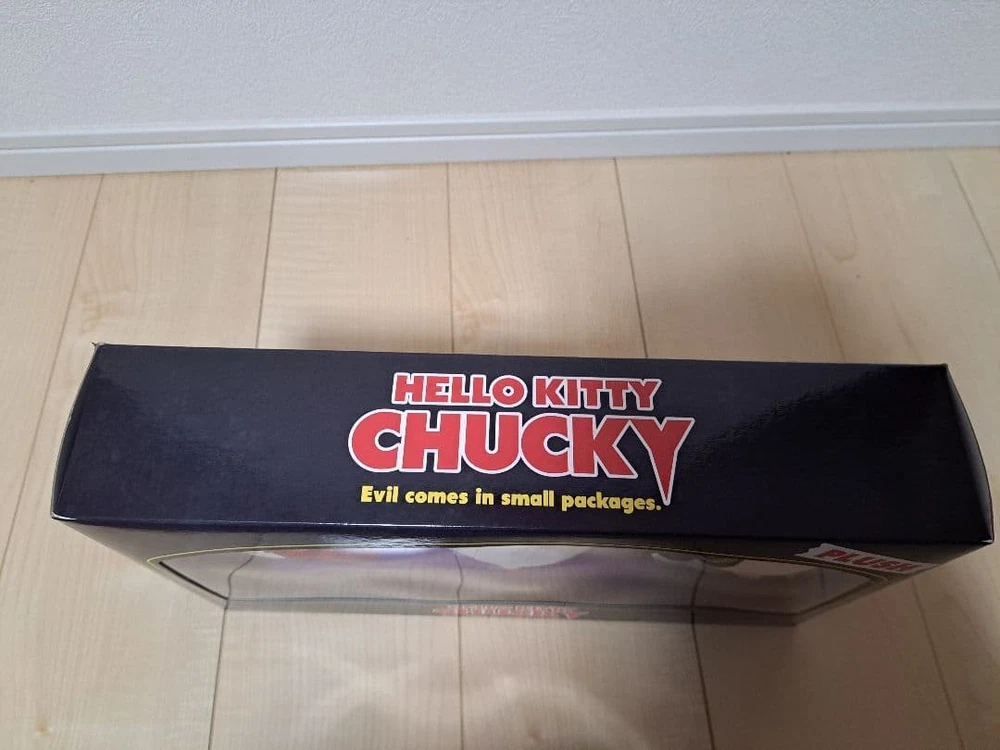 HELLO KITTY
CHUCKY
Evil comes in small packages.
PLUSH